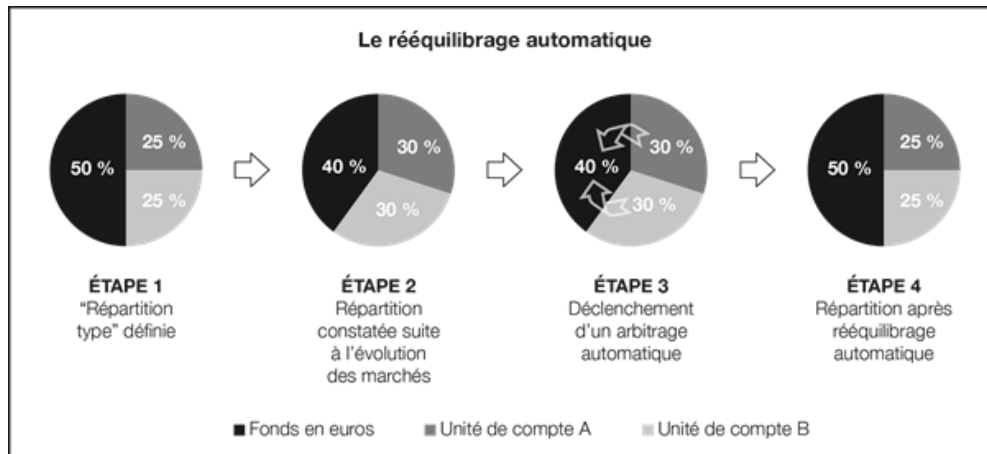 Le rééquilibrage automatique
50 %
25 %
25 %
40 %
30 %
30 %
40 %
30 %
30 %
50 %
25 %
25 %
ÉTAPE 1
“Répartition
type” définie
ÉTAPE 2
Répartition
constatée suite
à l’évolution
des marchés
ÉTAPE 3
Déclenchement
d’un arbitrage
automatique
ÉTAPE 4
Répartition après
rééquilibrage
automatique
Fonds en euros
Unité de compte A
Unité de compte B